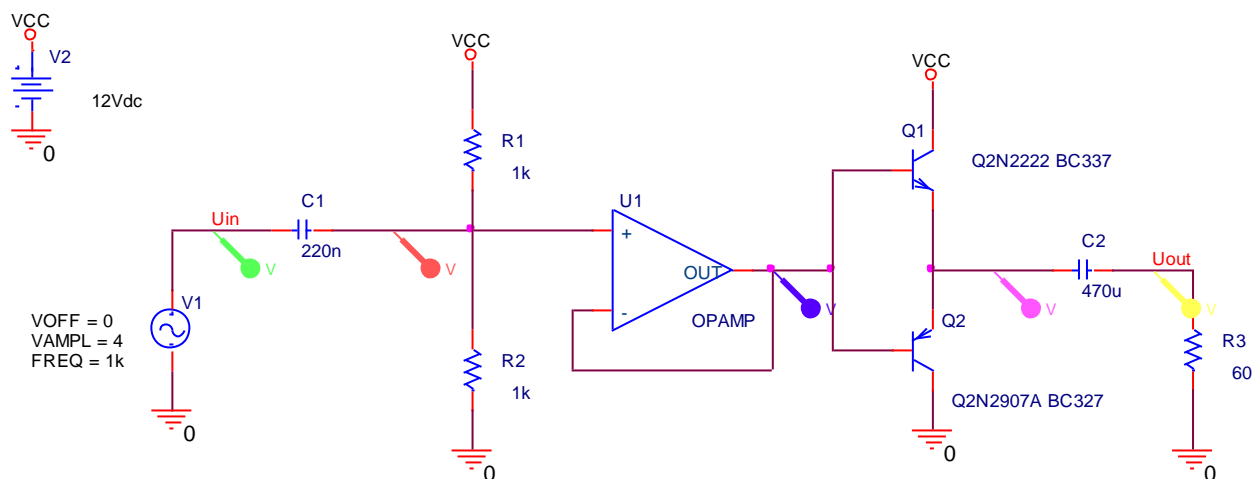 VCC
V2
12Vdc
0
VCC
R1
1k
Uin
C1
220n
V
V
V1
VOFF = 0
VAMPL = 4
FREQ = 1k
0
R2
1k
0
U1
+
-
OUT
OPAMP
V
VCC
Q1
Q2N2222 BC337
Q2
Q2N2907A BC327
0
V
C2
470u
Uout
V
R3
60
0